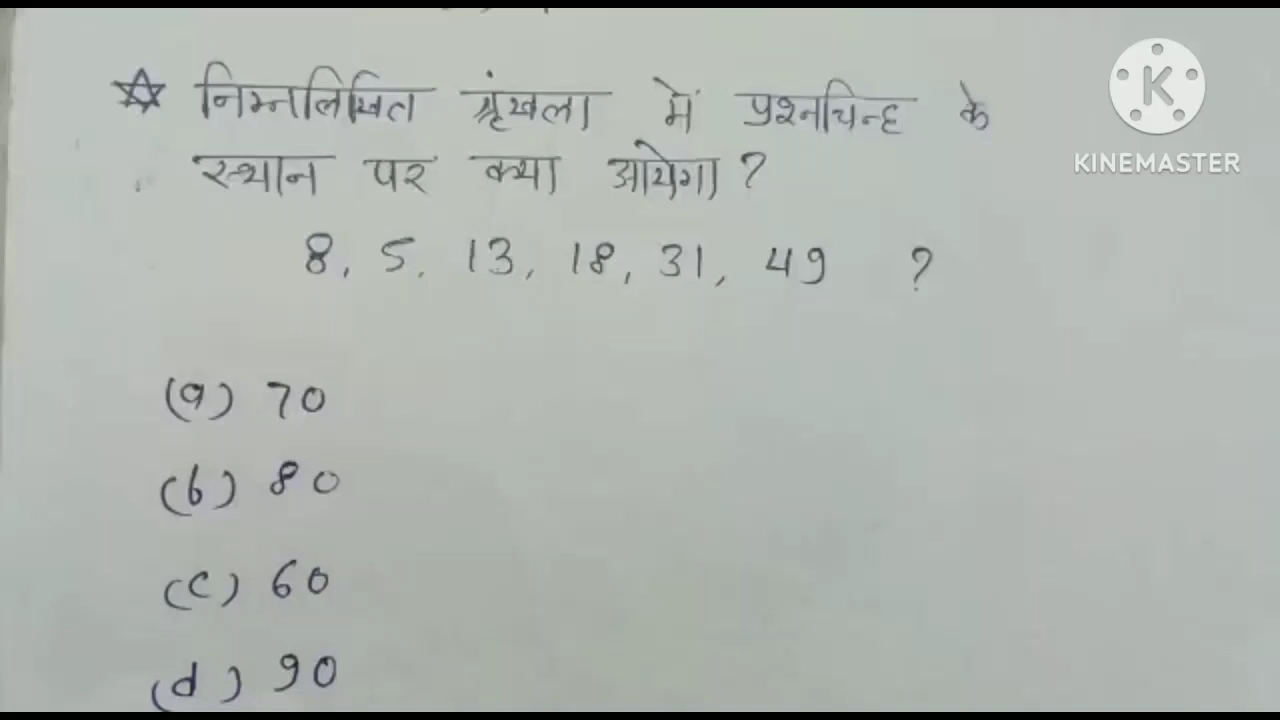 निम्नलिखित श्रृंखला में प्रश्नचिन्ह के
स्थान पर क्या आयेगा?
8, 5, 13, 18, 31, 49 ?
(a) 70
(b) 80
(c) 60
(d) 90
K
KINEMASTER